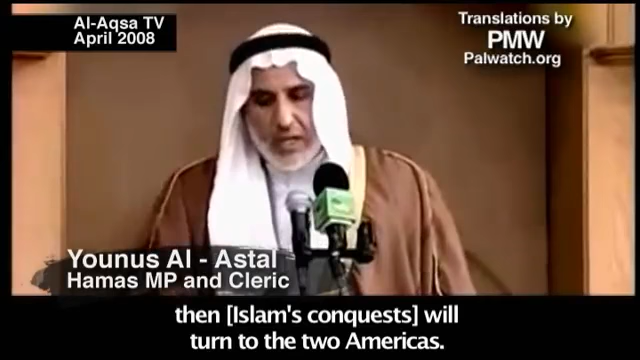 Al-Aqsa TV
April 2008
Translations by
PMW
Palwatch.org
Younus Al - Astal
Hamas MP and Cleric
then [Islam's conquests] will
turn to the two Americas.